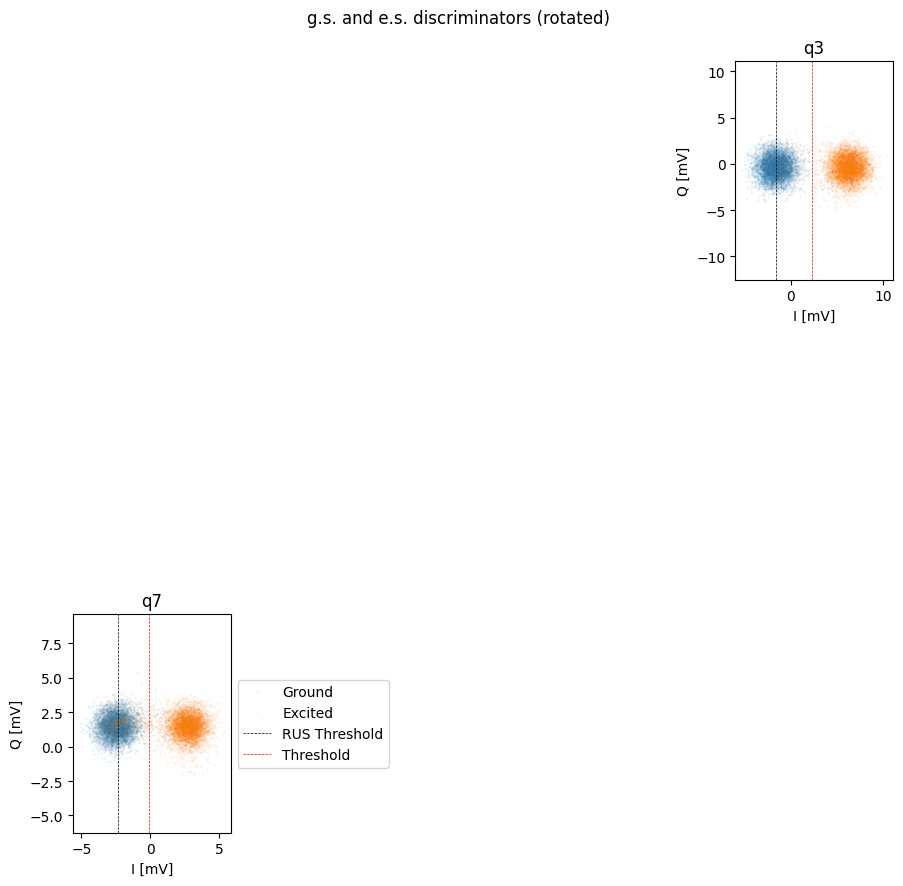 g.s. and e.s. discriminators (rotated)
q3
10
5
0
−5
−10
Q [mV]
0 10
I [mV]
q7
7.5
5.0
2.5
0.0
−2.5
−5.0
Q [mV]
−5 0 5
I [mV]
Ground
Excited
RUS Threshold
Threshold